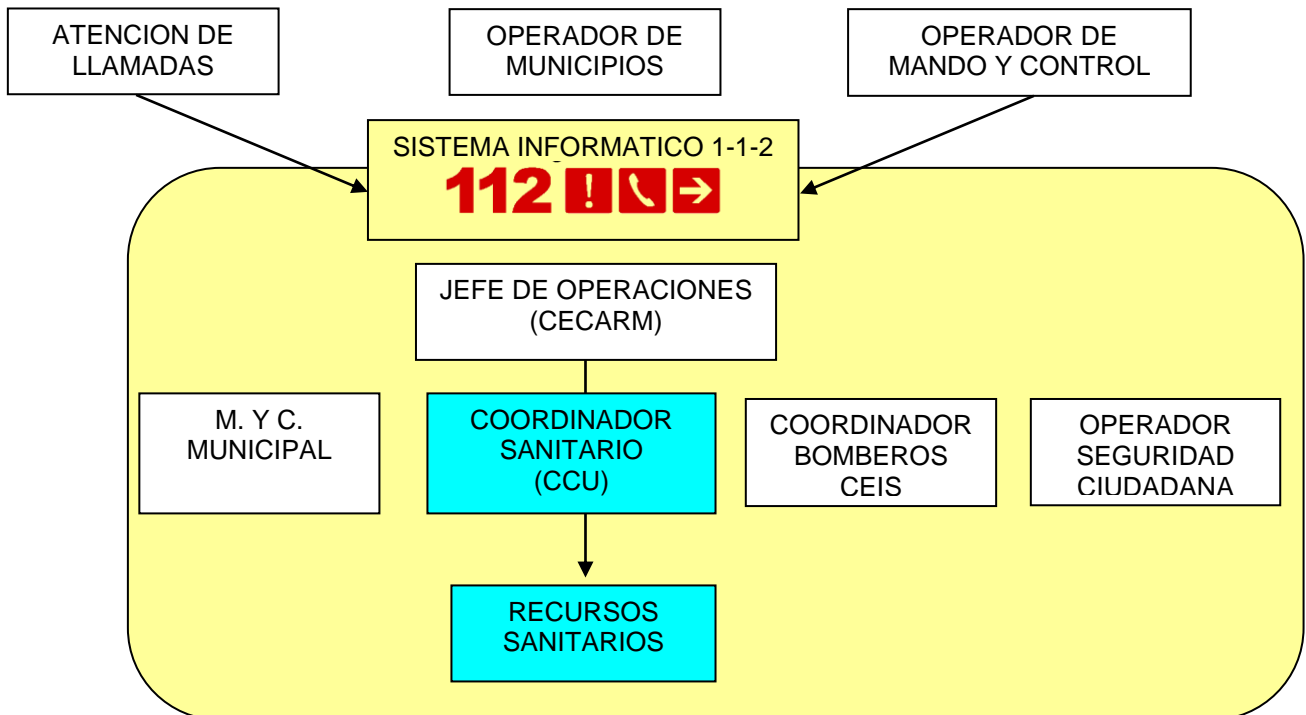 ATENCION DE
LLAMADAS
OPERADOR DE
MUNICIPIOS
OPERADOR DE
MANDO Y CONTROL
SISTEMA INFORMATICO 1-1-2
112
JEFE DE OPERACIONES
(CECARM)
M. Y C.
MUNICIPAL
COORDINADOR
SANITARIO
(CCU)
COORDINADOR
BOMBEROS
CEIS
OPERADOR
SEGURIDAD
CIUDADANA
RECURSOS
SANITARIOS